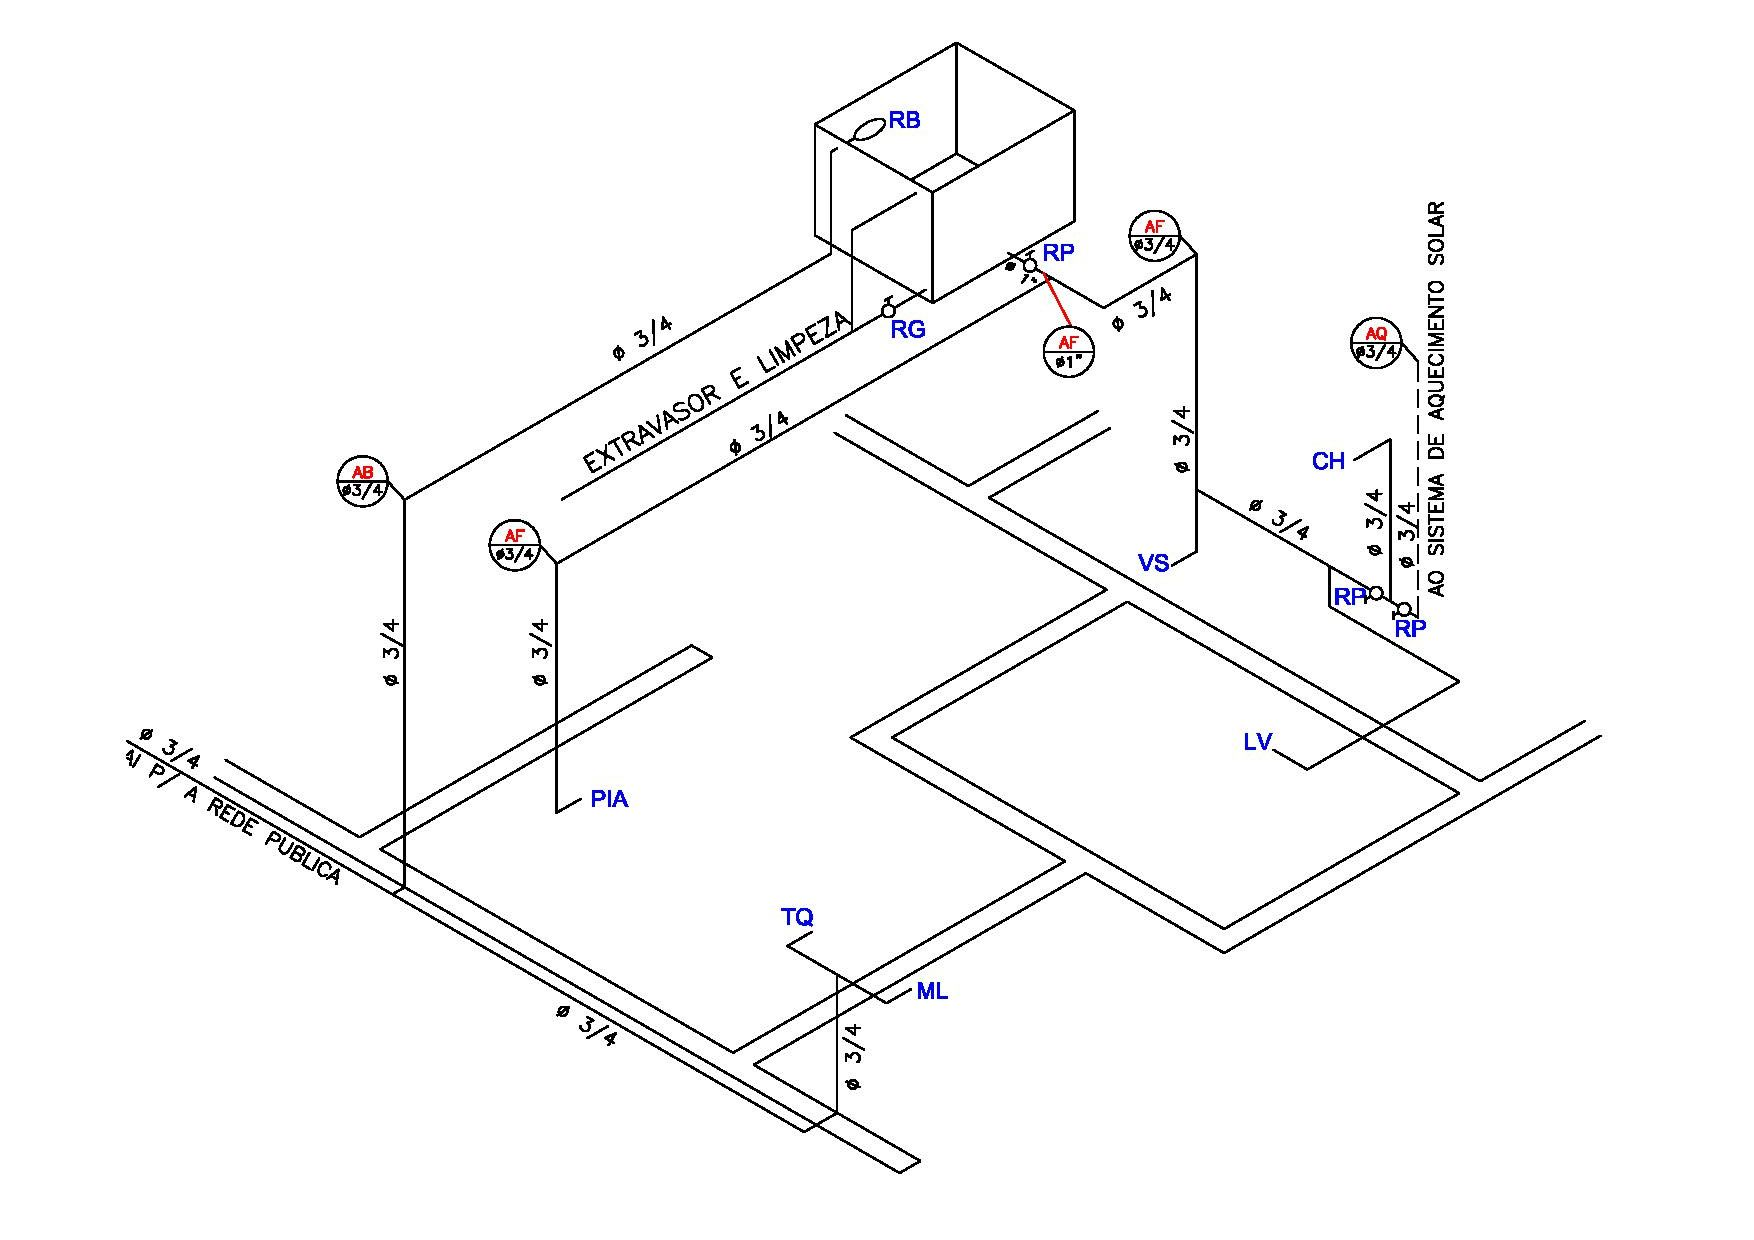 RB
AF
ø3/4
RP
ø 1"
ø 3/4
RG
AF
ø1"
ø 3/4
EXTRAVASOR E LIMPEZA
ø 3/4
AQ
ø3/4
AO SISTEMA DE AQUECIMENTO SOLAR
CH
ø 3/4
ø 3/4
ø 3/4
ø 3/4
VS
RP
RP
AB
ø3/4
AF
ø3/4
ø 3/4
ø 3/4
ø 3/4
P/ A REDE PUBLICA
LV
PIA
TQ
ML
ø 3/4
ø 3/4